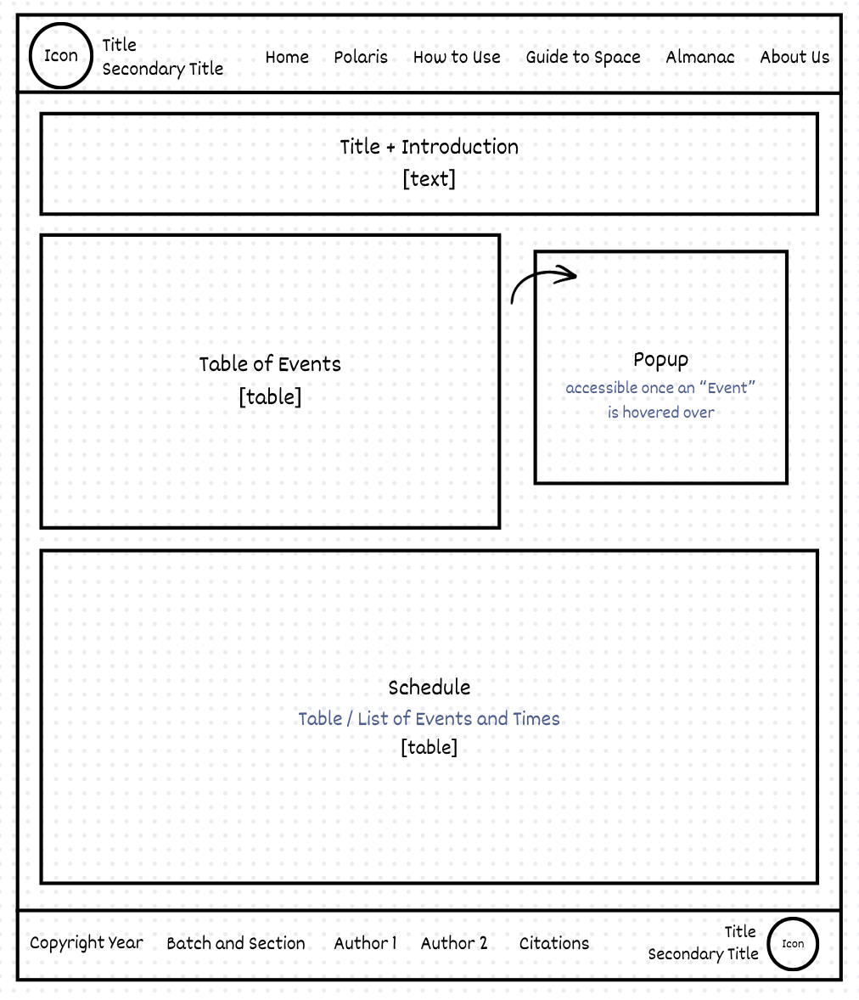 Icon
Title
Secondary Title
Home Polaris How to Use Guide to Space Almanac About Us
Title + Introduction
[text]
Table of Events
[table]
Popup
accessible once an “Event”
is hovered over
Schedule
Table / List of Events and Times
[table]
Copyright Year Batch and Section Author 1 Author 2 Citations
Title
Secondary Title
Icon